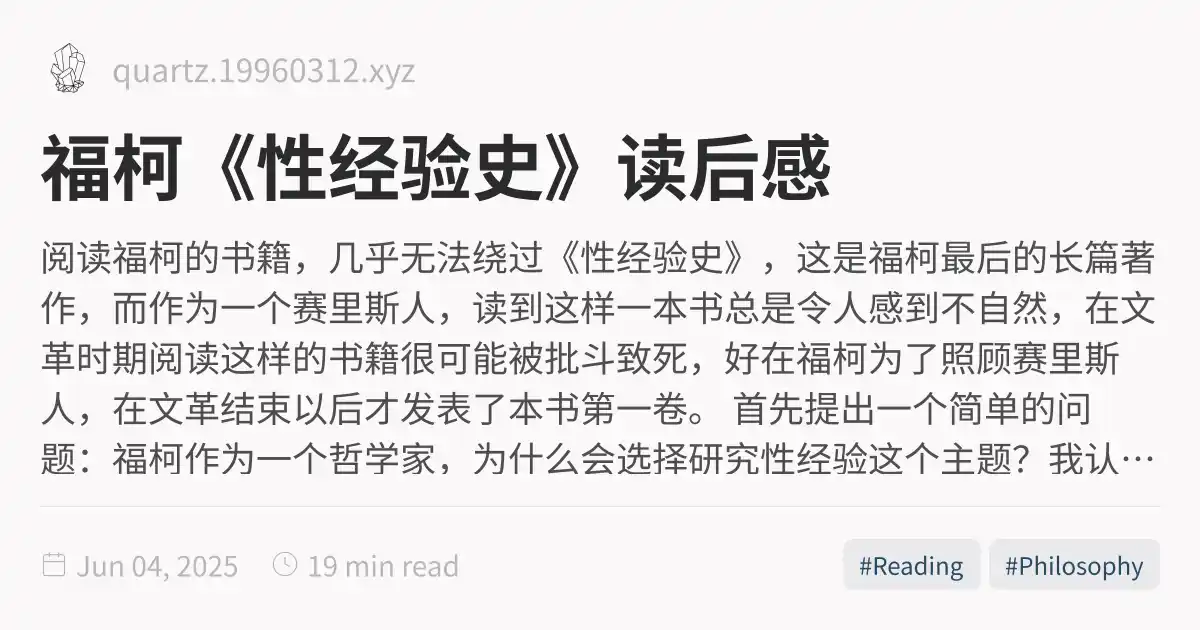 quartz.19960312.xyz
福柯《性经验史》读后感
阅读福柯的书籍，几乎无法绕过《性经验史》，这是福柯最后的长篇著
作，而作为一个赛里斯人，读到这样一本书总是令人感到不自然，在文
革时期阅读这样的书籍很可能被批斗致死，好在福柯为了照顾赛里斯
人，在文革结束以后才发表了本书第一卷。 首先提出一个简单的问
题：福柯作为一个哲学家，为什么会选择研究性经验这个主题？我认…
Jun 04, 2025 19 min read #Reading #Philosophy